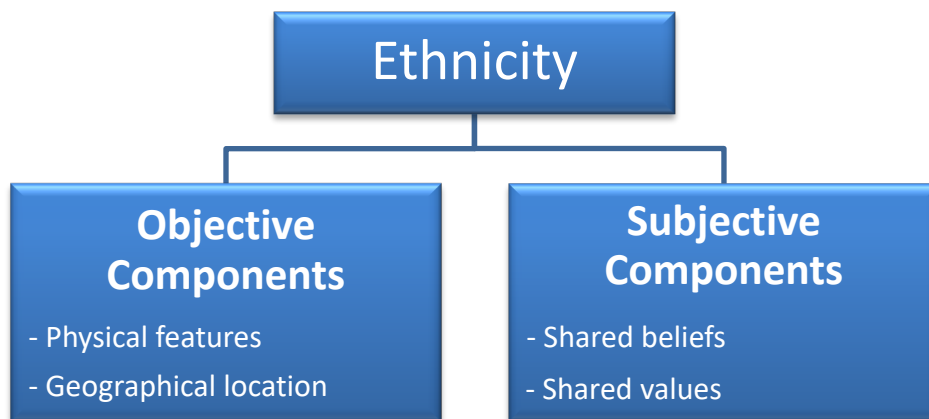 Ethnicity
Objective
Components
- Physical features
- Geographical location
Subjective
Components
- Shared beliefs
- Shared values